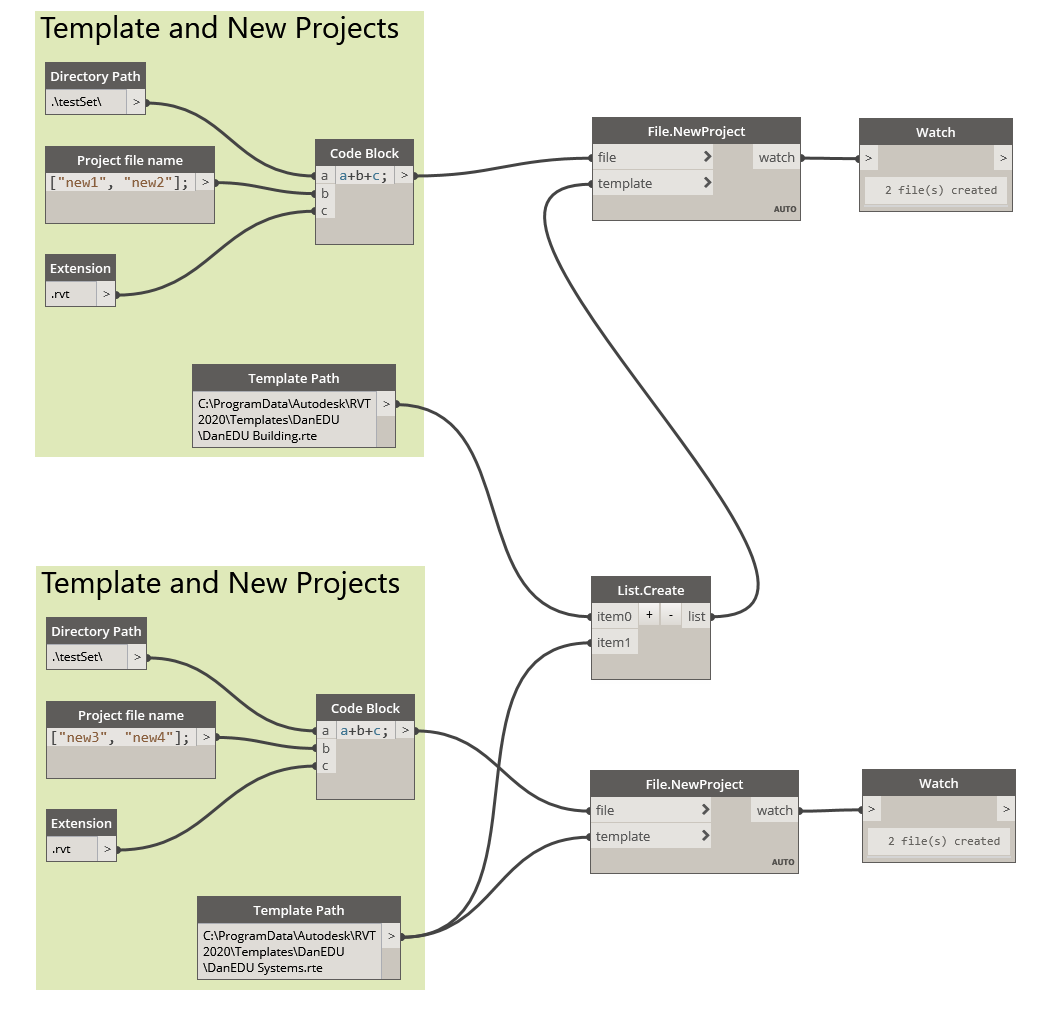 Template and New Projects
Directory Path
.\testSet\ >
Project file name
["new1", "new2"]; >
Extension
.rvt >
Code Block
a a+b+c; >
b
c
Template Path
C:\ProgramData\Autodesk\RVT >
2020\Templates\DanEDU
\DanEDU Building.rte
File.NewProject
file > watch
template >
AUTO
Watch
> >
2 file(s) created
Template and New Projects
Directory Path
.\testSet\ >
Project file name
["new3", "new4"]; >
Extension
.rvt >
Code Block
a a+b+c; >
b
c
Template Path
C:\ProgramData\Autodesk\RVT >
2020\Templates\DanEDU
\DanEDU Systems.rte
List.Create
item0 + - list
item1
File.NewProject
file > watch
template >
AUTO
Watch
> >
2 file(s) created